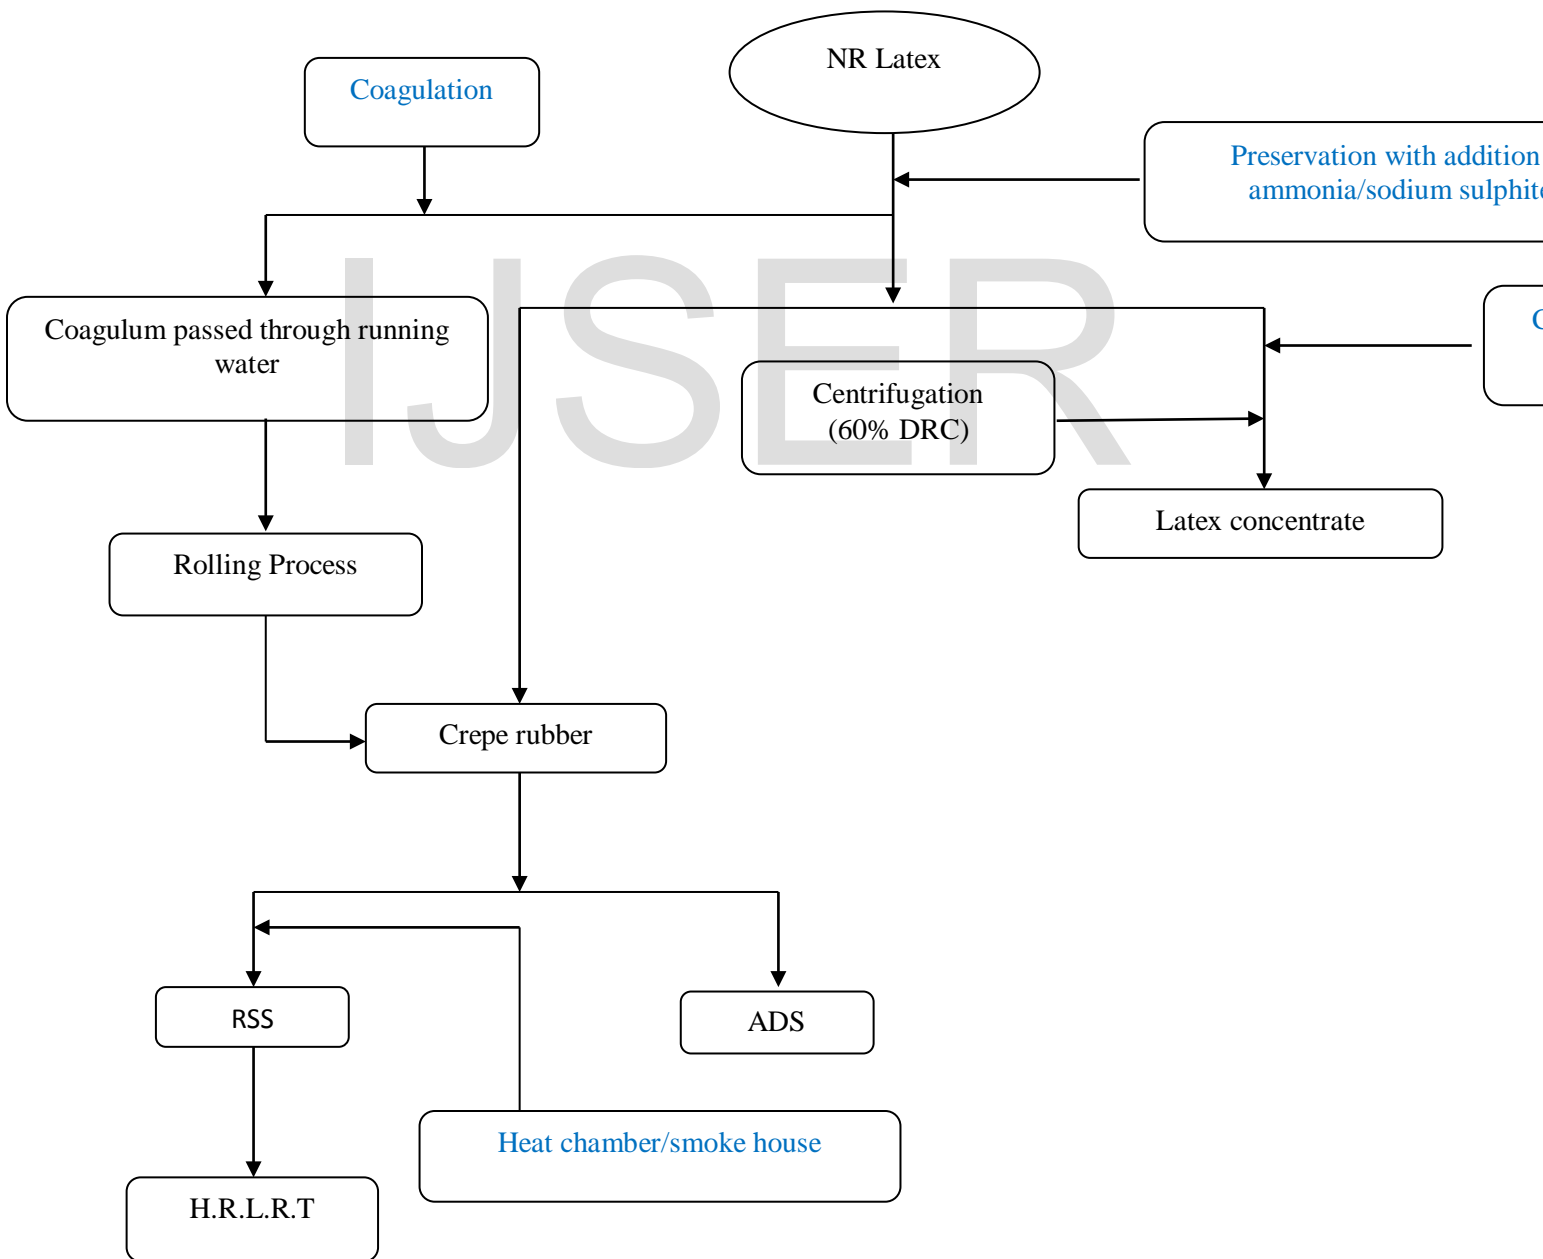 NR Latex
Coagulation
Preservation with addition
ammonia/sodium sulphite
IJSER
Coagulum passed through running
water
Centrifugation
(60% DRC)
Latex concentrate
Rolling Process
Crepe rubber
RSS
ADS
Heat chamber/smoke house
H.R.L.R.T